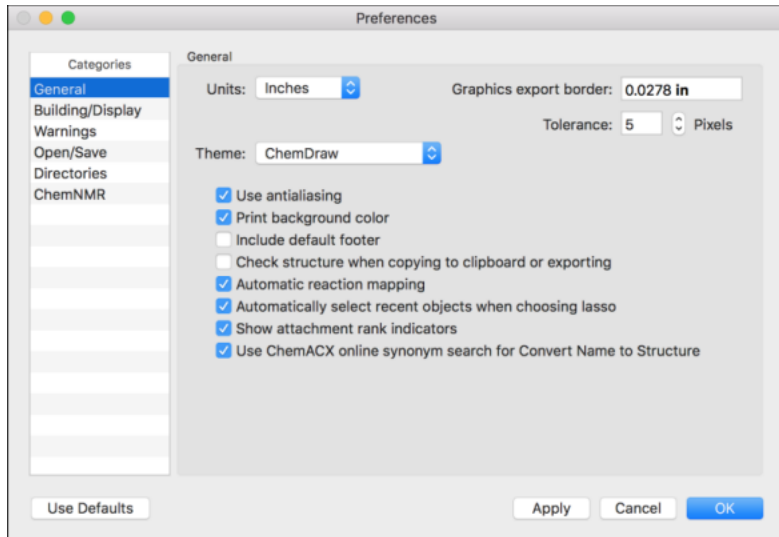 Preferences
Categories
General
Building/Display
Warnings
Open/Save
Directories
ChemNMR
General
Units: Inches
Graphics export border: 0.0278 in
Tolerance: 5 Pixels
Theme: ChemDraw
Use antialiasing
Print background color
Include default footer
Check structure when copying to clipboard or exporting
Automatic reaction mapping
Automatically select recent objects when choosing lasso
Show attachment rank indicators
Use ChemACX online synonym search for Convert Name to Structure
Use Defaults
Apply
Cancel
OK